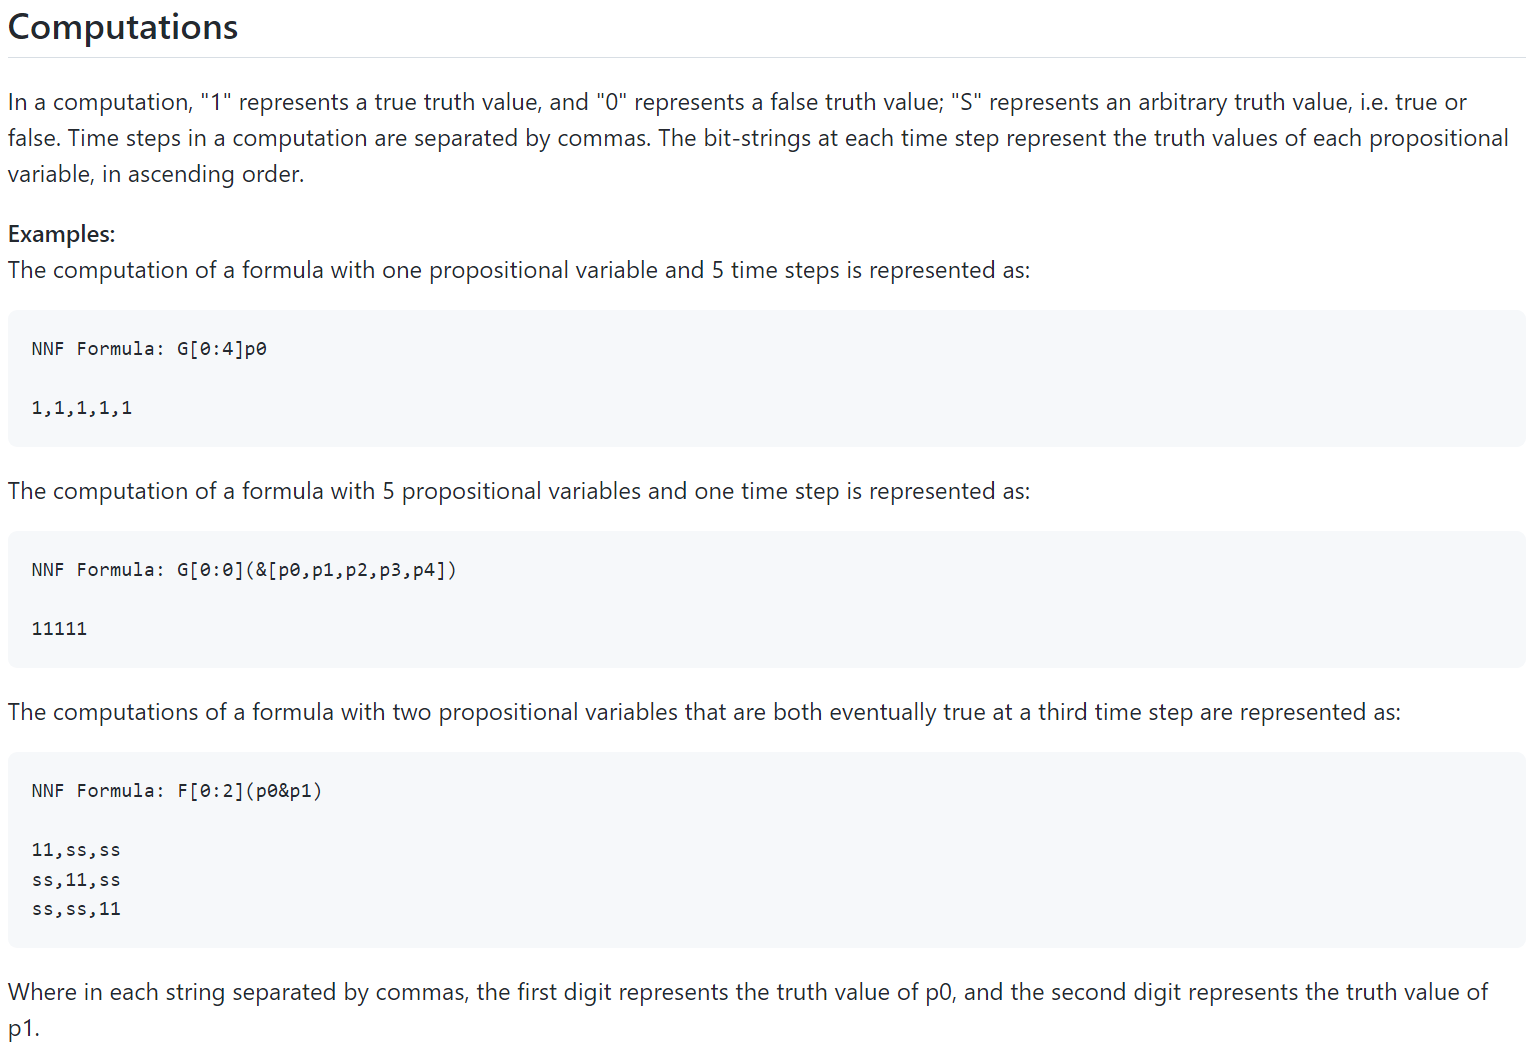 Computations
In a computation, "1" represents a true truth value, and "0" represents a false truth value; "S" represents an arbitrary truth value, i.e. true or
false. Time steps in a computation are separated by commas. The bit-strings at each time step represent the truth values of each propositional
variable, in ascending order.
Examples:
The computation of a formula with one propositional variable and 5 time steps is represented as:
NNF Formula: G[0:4]p0
1,1,1,1,1
The computation of a formula with 5 propositional variables and one time step is represented as:
NNF Formula: G[0:0](&[p0,p1,p2,p3,p4])
11111
The computations of a formula with two propositional variables that are both eventually true at a third time step are represented as:
NNF Formula: F[0:2](p0&p1)
11,ss,ss
ss,11,ss
ss,ss,11
Where in each string separated by commas, the first digit represents the truth value of p0, and the second digit represents the truth value of
p1.